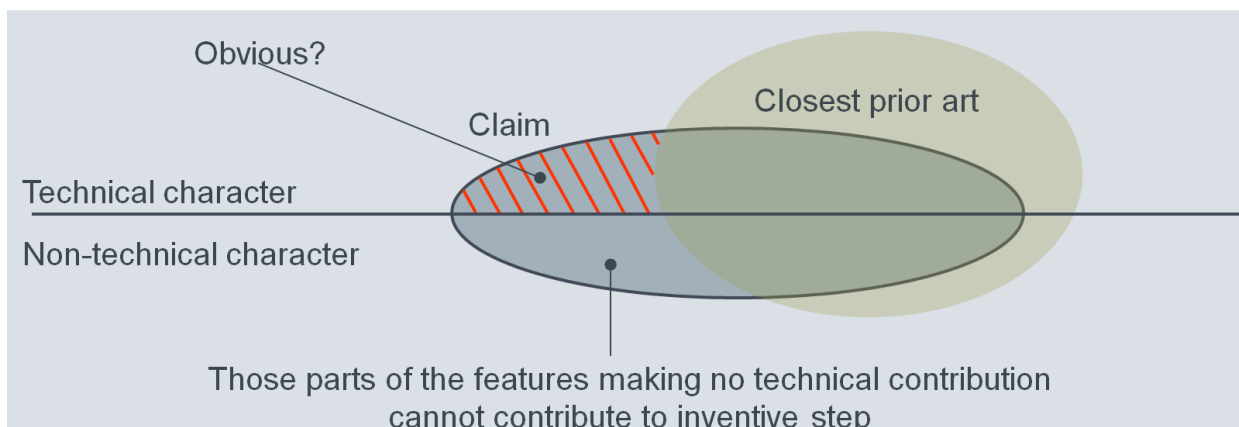 Obvious?
Closest prior art
Claim
Technical character
Non-technical character
Those parts of the features making no technical contribution
cannot contribute to inventive step